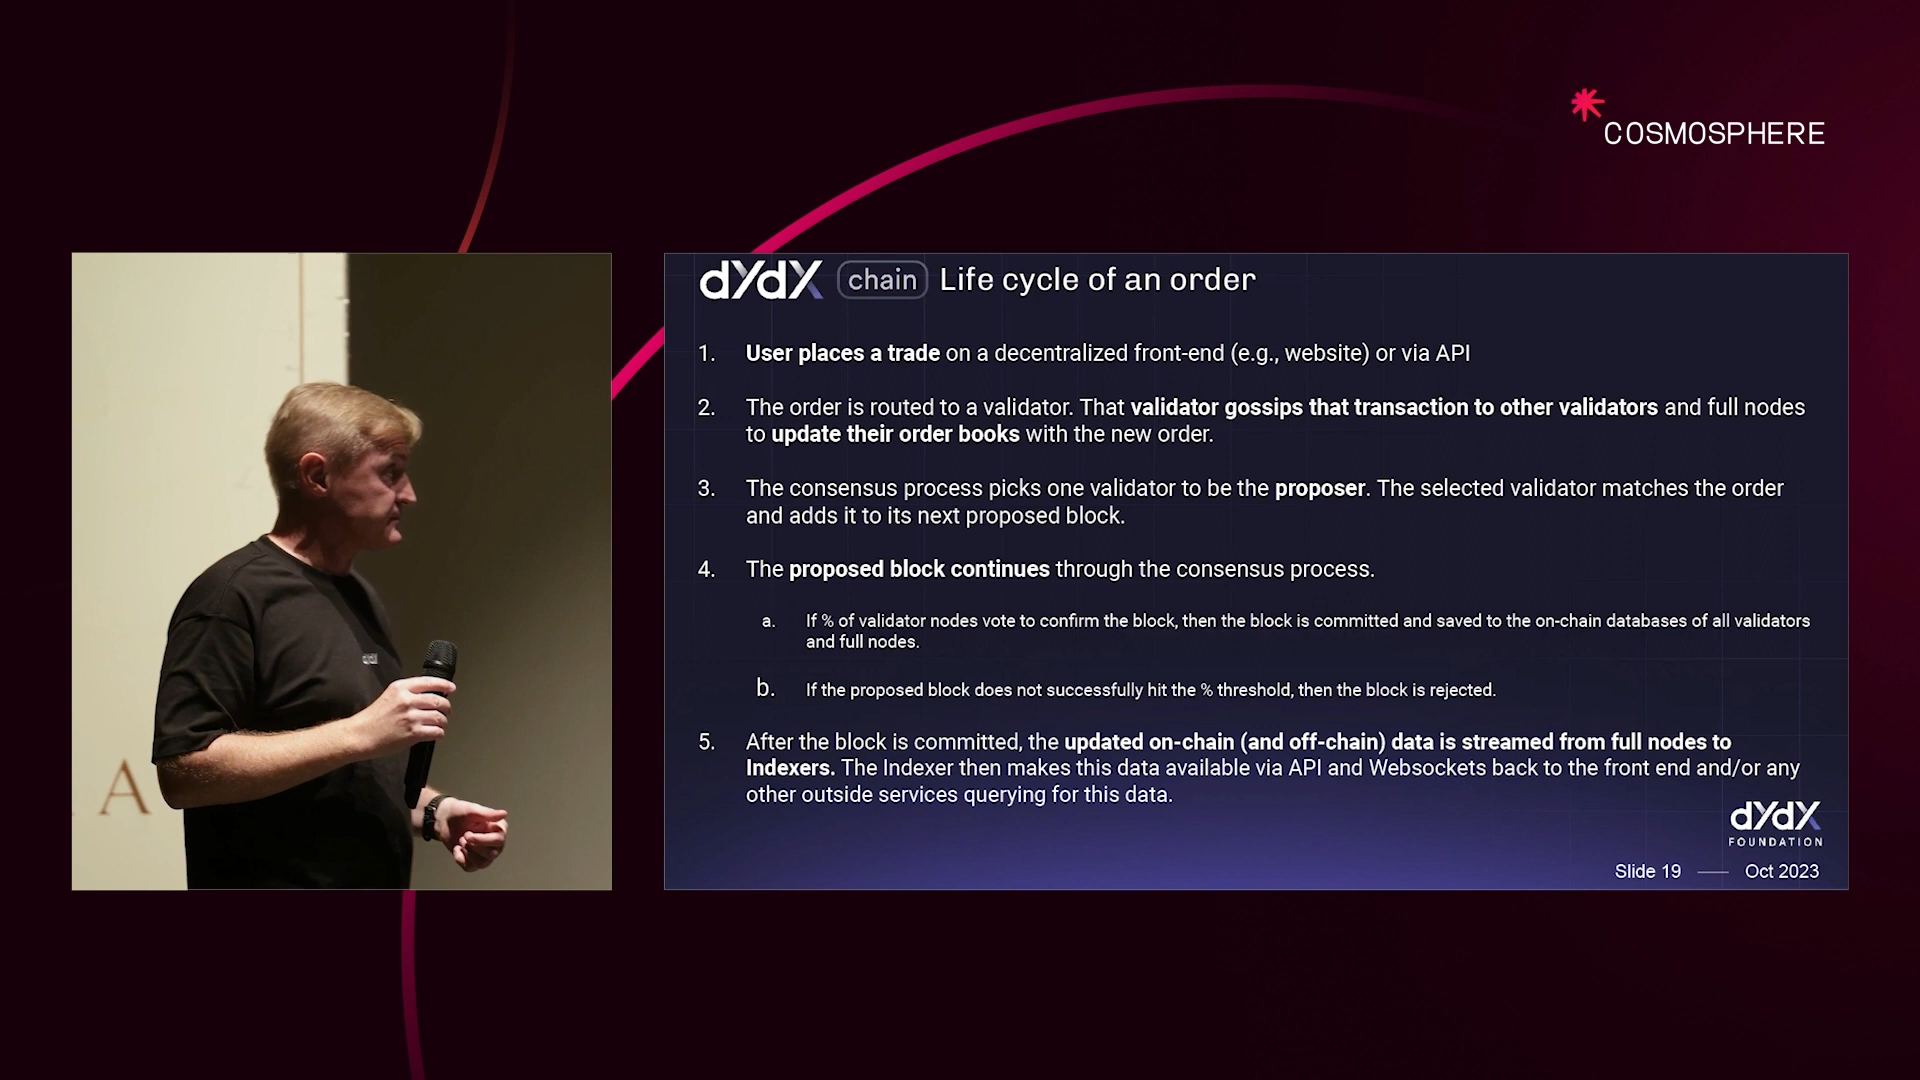 COSMOSPHERE
dYdX chain Life cycle of an order
1. User places a trade on a decentralized front-end (e.g., website) or via API
2. The order is routed to a validator. That validator gossips that transaction to other validators and full nodes
to update their order books with the new order.
3. The consensus process picks one validator to be the proposer. The selected validator matches the order
and adds it to its next proposed block.
4. The proposed block continues through the consensus process.
a. If % of validator nodes vote to confirm the block, then the block is committed and saved to the on-chain databases of all validators
and full nodes.
b. If the proposed block does not successfully hit the % threshold, then the block is rejected.
5. After the block is committed, the updated on-chain (and off-chain) data is streamed from full nodes to
Indexers. The Indexer then makes this data available via API and Websockets back to the front end and/or any
other outside services querying for this data.
dYdX
FOUNDATION
Slide 19 — Oct 2023
A
dYdX